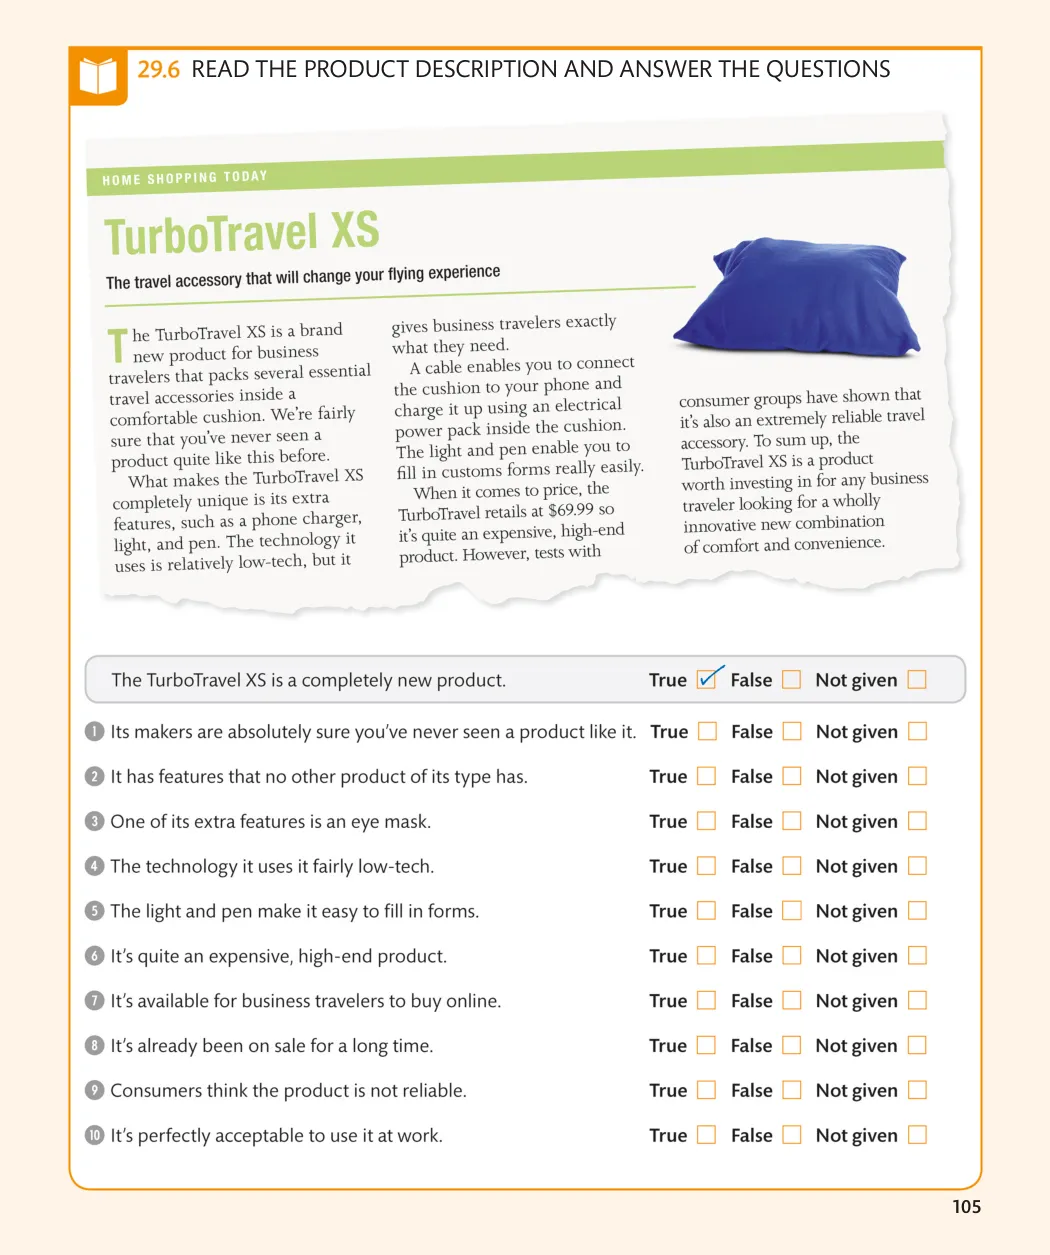 29.6 READ THE PRODUCT DESCRIPTION AND ANSWER THE QUESTIONS
HOME SHOPPING TODAY
TurboTravel XS
The travel accessory that will change your flying experience
The TurboTravel XS is a brand
new product for business
travelers that packs several essential
travel accessories inside a
comfortable cushion. We’re fairly
sure that you’ve never seen a
product quite like this before.
What makes the TurboTravel XS
completely unique is its extra
features, such as a phone charger,
light, and pen. The technology it
uses is relatively low-tech, but it
gives business travelers exactly
what they need.
A cable enables you to connect
the cushion to your phone and
charge it up using an electrical
power pack inside the cushion.
The light and pen enable you to
fill in customs forms really easily.
When it comes to price, the
TurboTravel retails at $69.99 so
it’s quite an expensive, high-end
product. However, tests with
consumer groups have shown that
it’s also an extremely reliable travel
accessory. To sum up, the
TurboTravel XS is a product
worth investing in for any business
traveler looking for a wholly
innovative new combination
of comfort and convenience.
The TurboTravel XS is a completely new product. True False Not given
1 Its makers are absolutely sure you’ve never seen a product like it. True False Not given
2 It has features that no other product of its type has. True False Not given
3 One of its extra features is an eye mask. True False Not given
4 The technology it uses it fairly low-tech. True False Not given
5 The light and pen make it easy to fill in forms. True False Not given
6 It’s quite an expensive, high-end product. True False Not given
7 It’s available for business travelers to buy online. True False Not given
8 It’s already been on sale for a long time. True False Not given
9 Consumers think the product is not reliable. True False Not given
10 It’s perfectly acceptable to use it at work. True False Not given
105